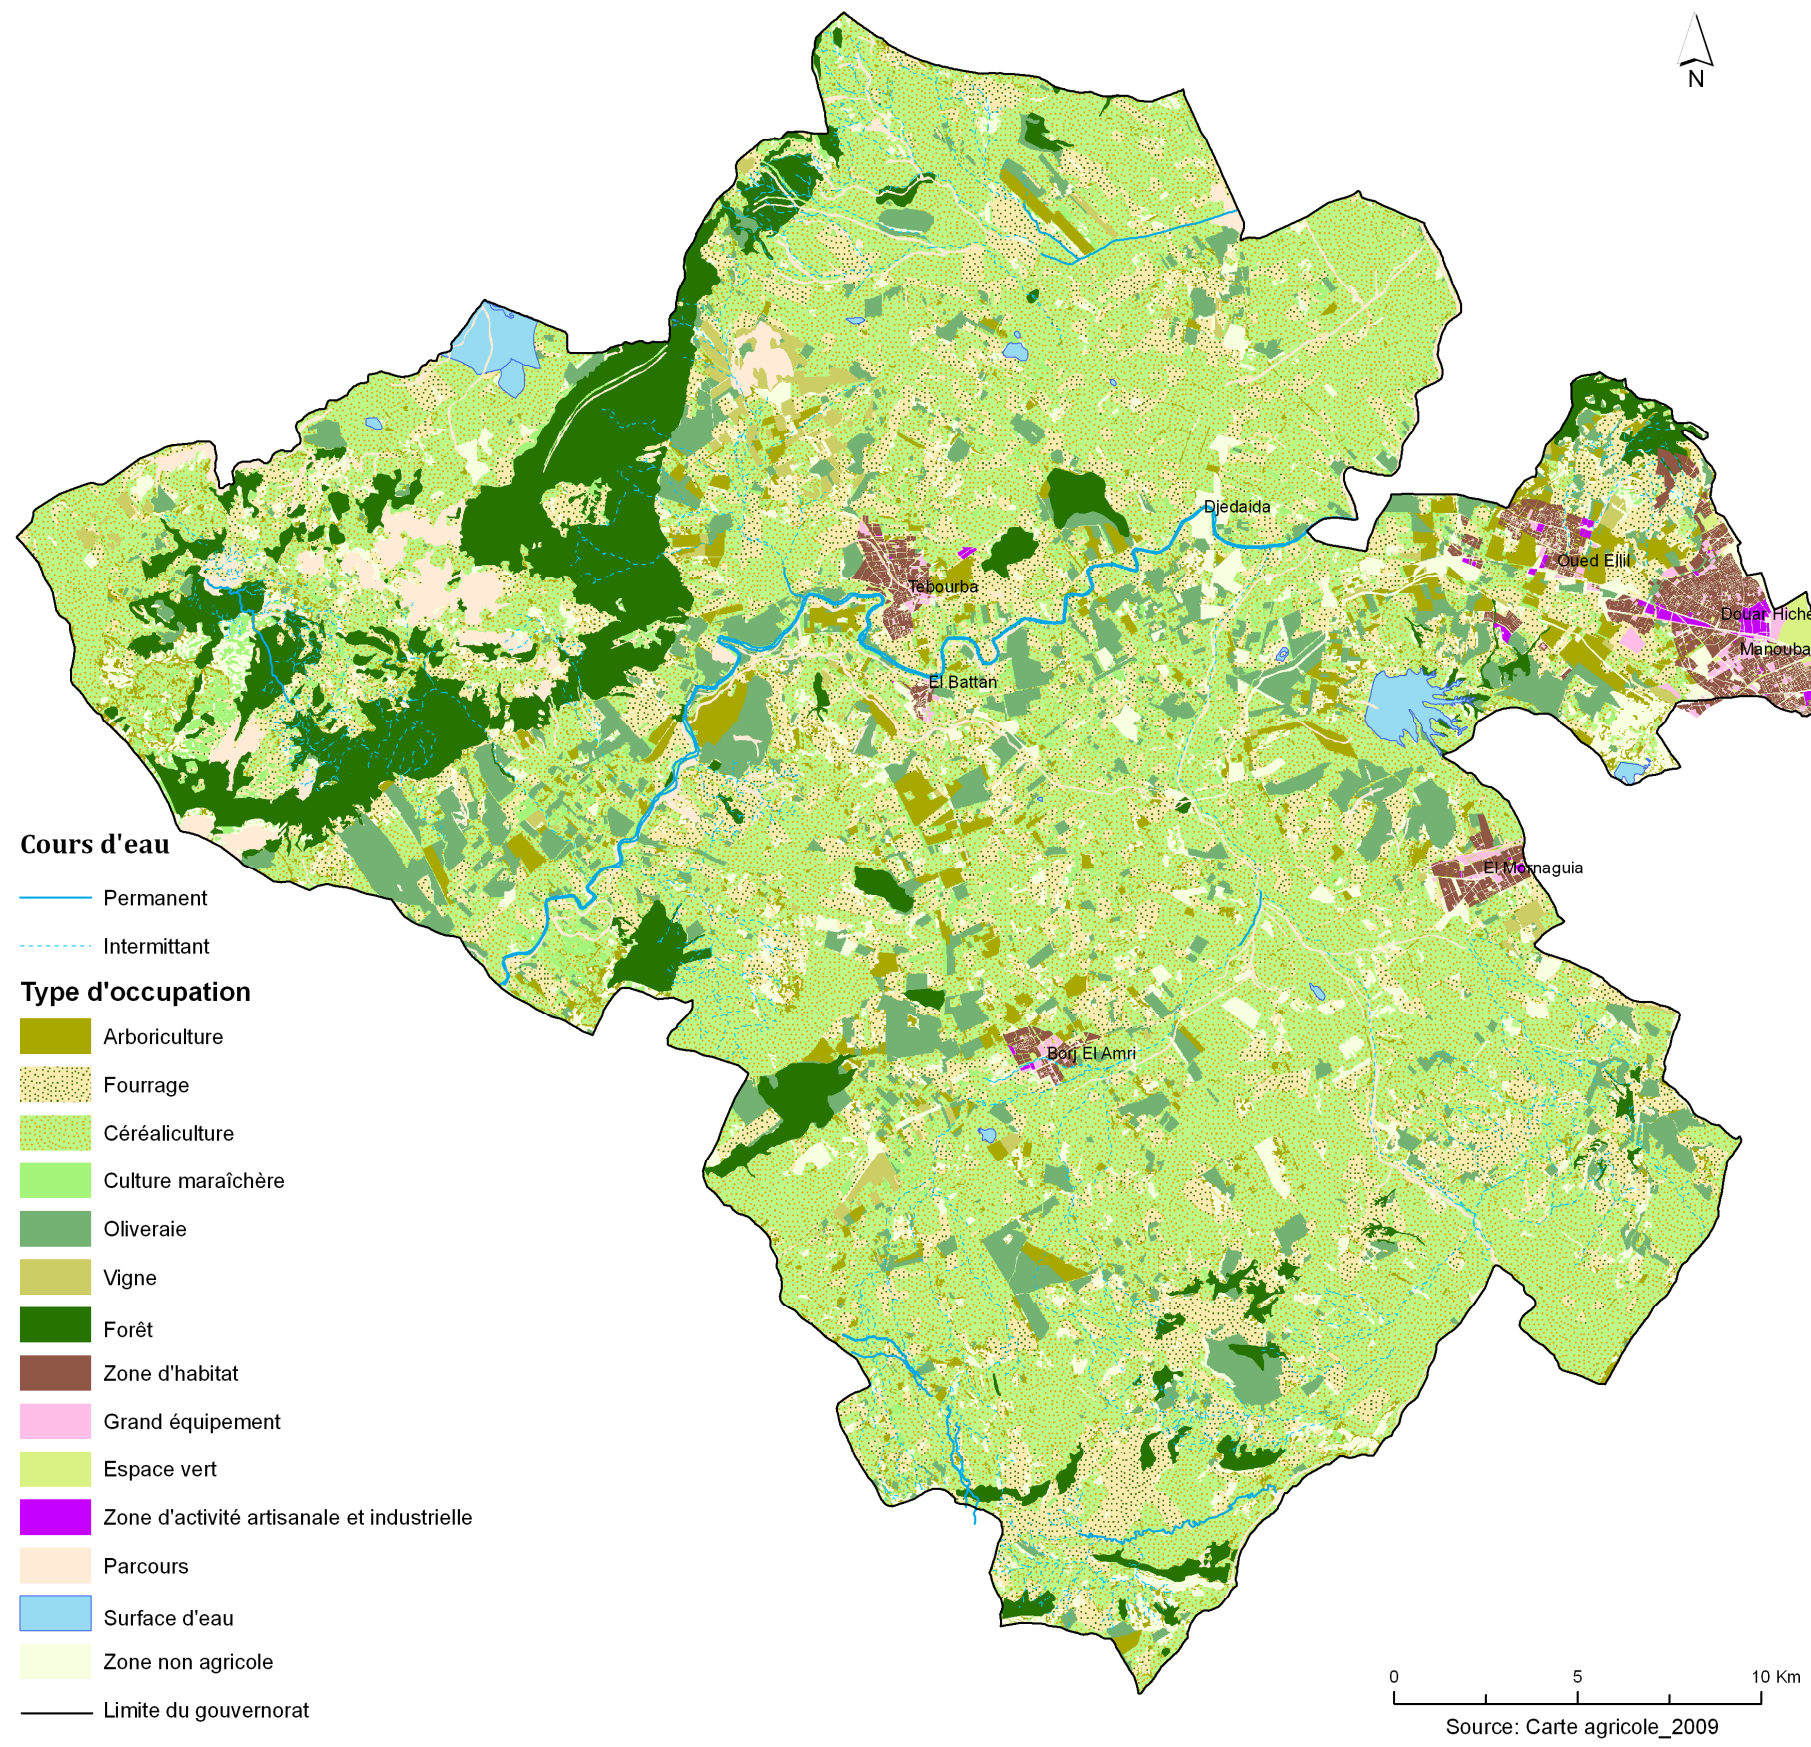 N
Djedaida
Oued Ellil
Tebourba
Douar Hiche
Manouba
El Battan
El Mornaguia
Borj El Amri
Cours d'eau
Permanent
Intermittant
Type d'occupation
Arboriculture
Fourrage
Céréaliculture
Culture maraîchère
Oliveraie
Vigne
Forêt
Zone d'habitat
Grand équipement
Espace vert
Zone d'activité artisanale et industrielle
Parcours
Surface d'eau
Zone non agricole
Limite du gouvernorat
0 5 10 Km
Source: Carte agricole_2009